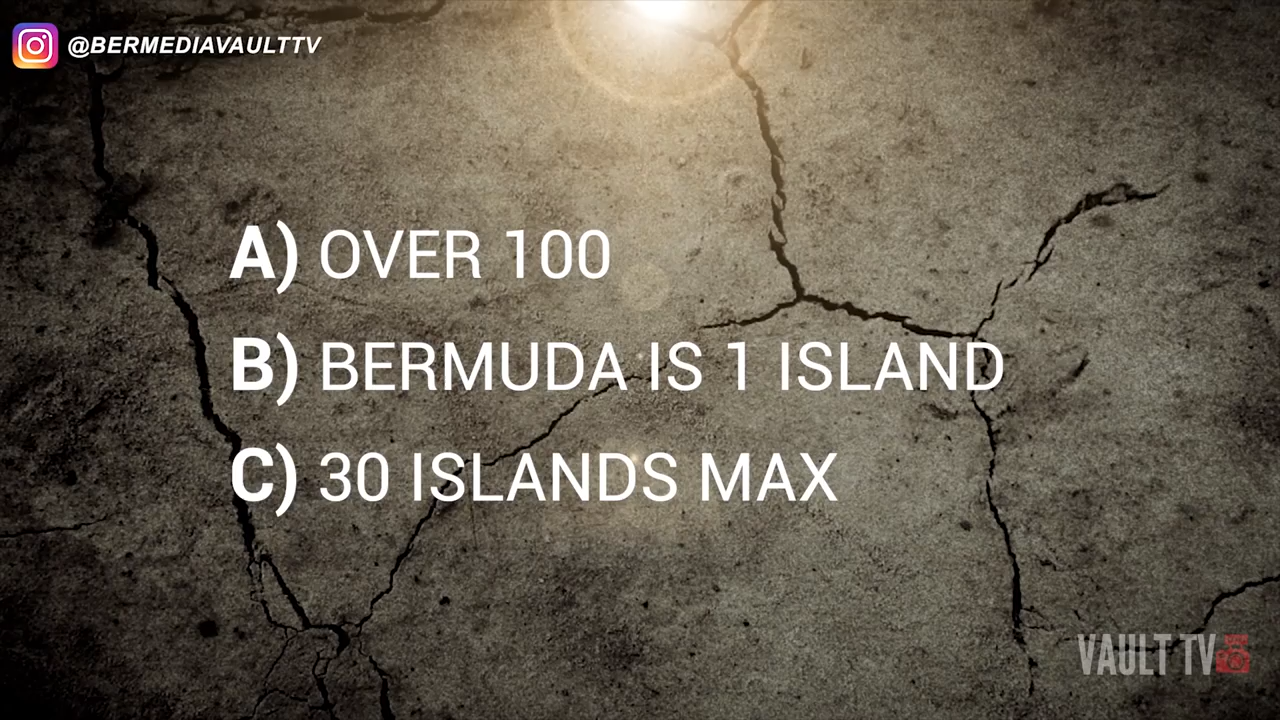 @BERMEDIAVAULTTV
A) OVER 100
B) BERMUDA IS 1 ISLAND
C) 30 ISLANDS MAX
VAULT TV